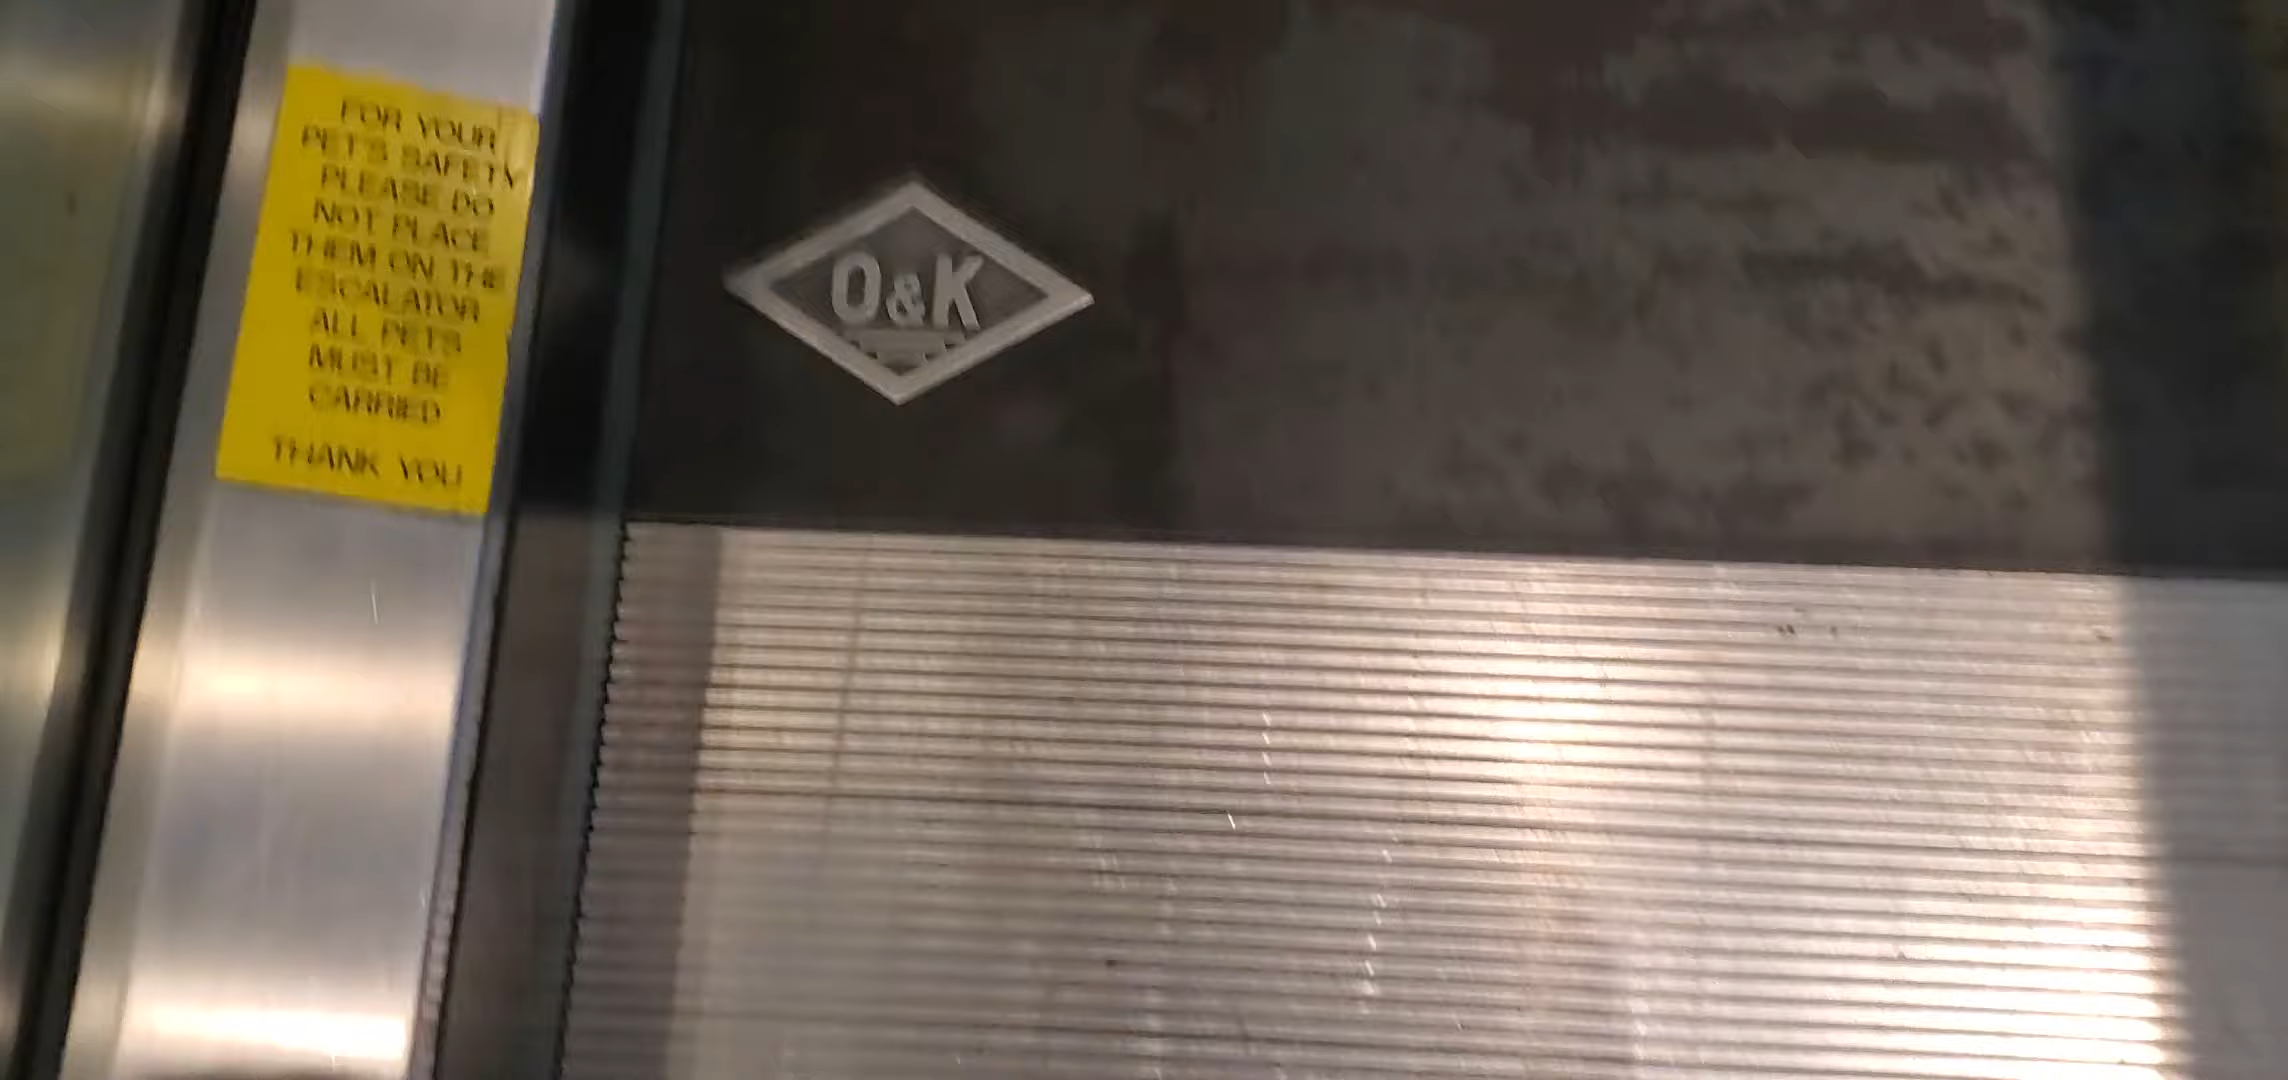 FOR YOUR
PET'S SAFETY
PLEASE DO
NOT PLACE
THEM ON THE
ESCALATOR
ALL PETS
MUST BE
CARRIED
THANK YOU
O&K